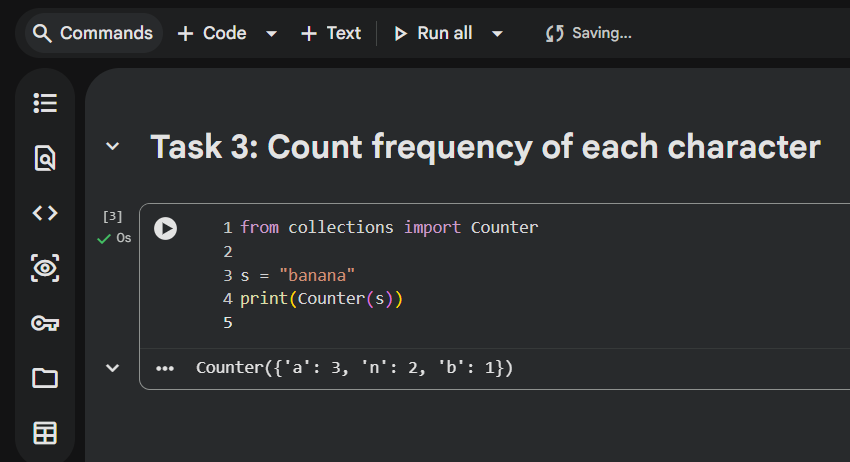 Commands + Code + Text Run all Saving...
Task 3: Count frequency of each character
[3]
0s
1 from collections import Counter
2
3 s = "banana"
4 print(Counter(s))
5
Counter({'a': 3, 'n': 2, 'b': 1})